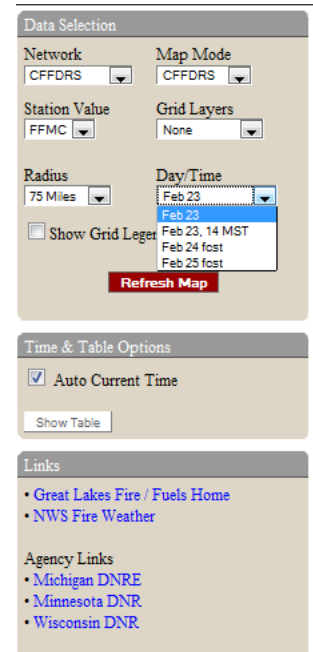 Data Selection
Network Map Mode
CFFDRS CFFDRS
Station Value Grid Layers
FFMC None
Radius Day/Time
75 Miles Feb 23
Feb 23
Show Grid Leger Feb 23, 14 MST
Feb 24 fcst
Feb 25 fcst
Refresh Map
Time & Table Options
Auto Current Time
Show Table
Links
• Great Lakes Fire / Fuels Home
• NWS Fire Weather
Agency Links
• Michigan DNRE
• Minnesota DNR
• Wisconsin DNR